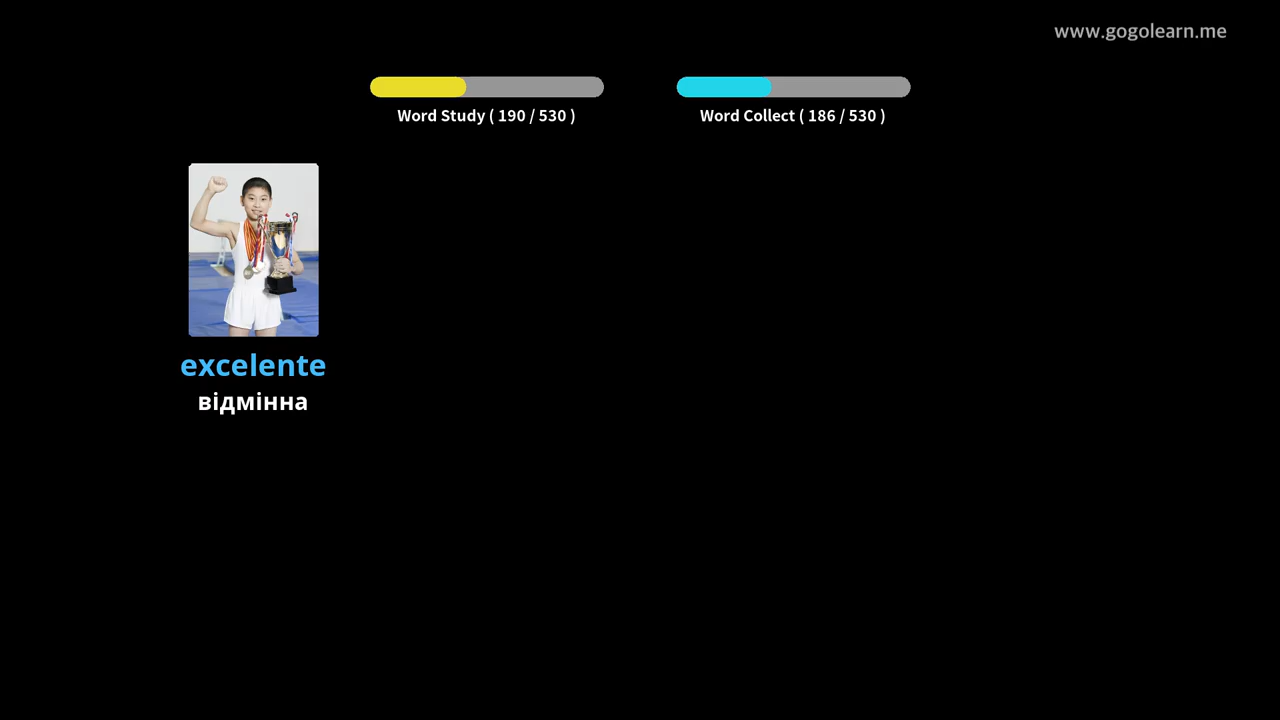 www.gogolearn.me
Word Study ( 190 / 530 )
Word Collect ( 186 / 530 )
excelente
відмінна